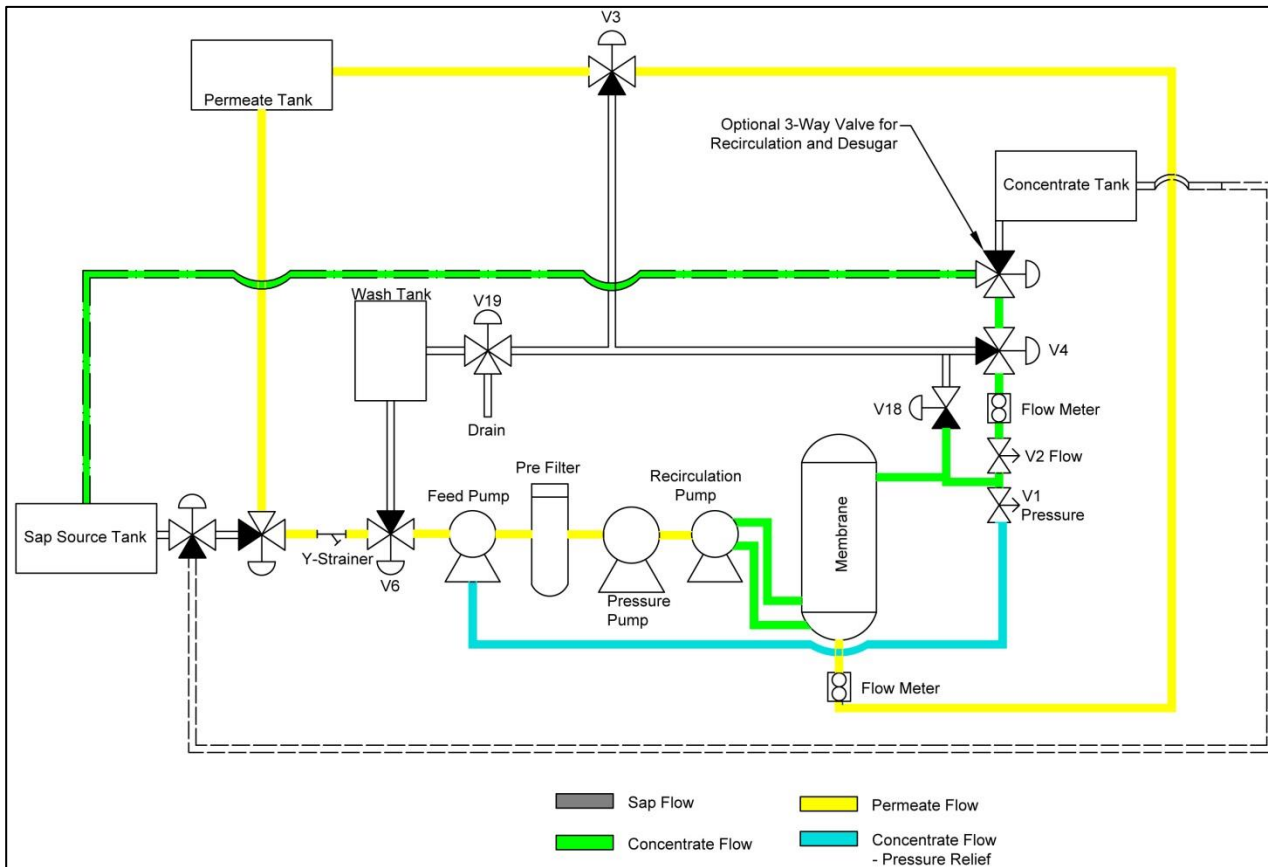 V3
Permeate Tank
Optional 3-Way Valve for
Recirculation and Desugar
Concentrate Tank
Wash Tank
V19
V4
V18
Flow Meter
Drain
V2 Flow
Pre Filter
Recirculation
Pump
Feed Pump
V1
Pressure
Sap Source Tank
Membrane
Y-Strainer
V6
Pressure
Pump
Flow Meter
Sap Flow
Permeate Flow
Concentrate Flow
Concentrate Flow
- Pressure Relief